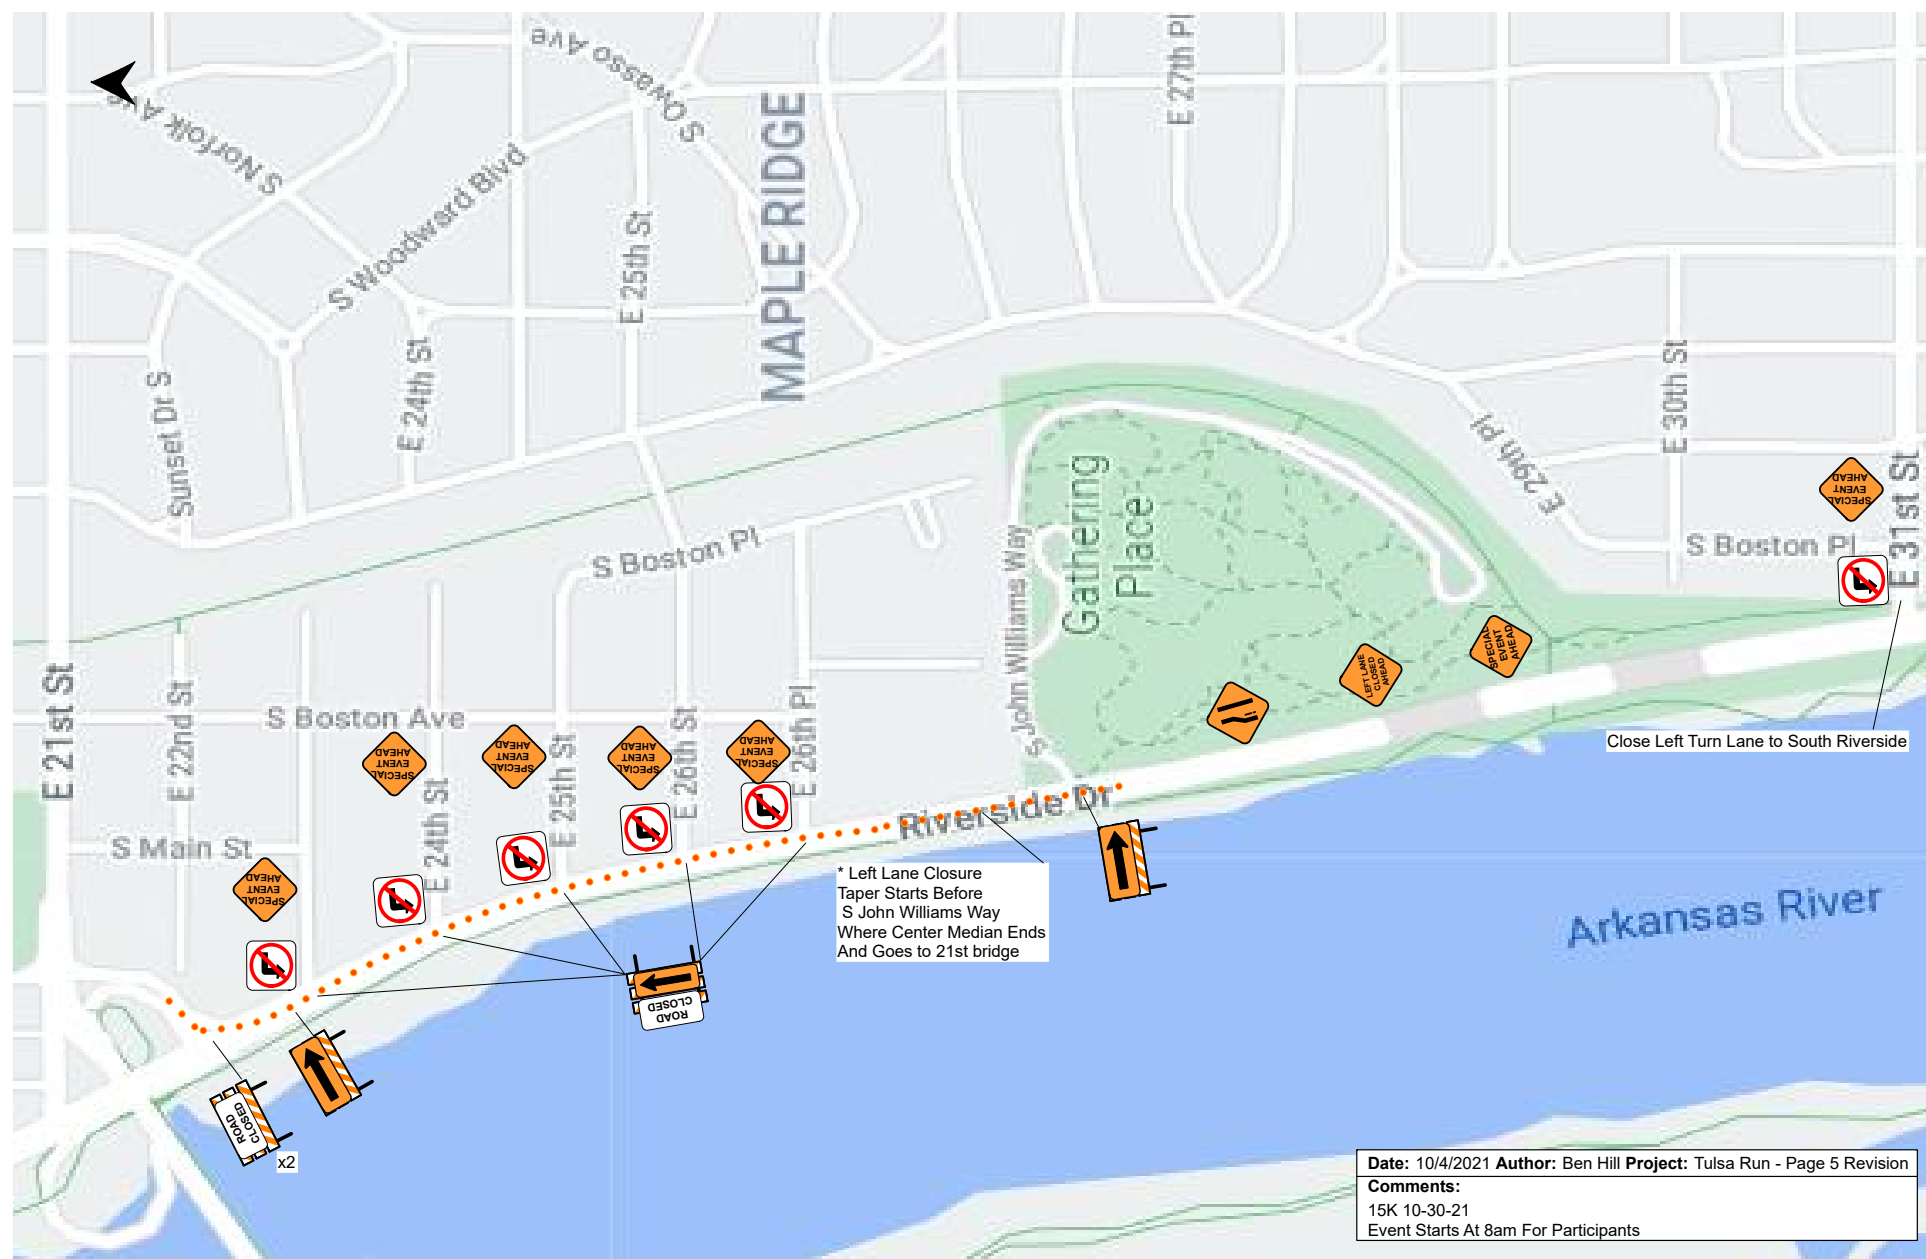 S Owasso Ave
E 27th Pl
S Norfolk Ave
S Woodward Blvd
E 25th St
MAPLE RIDGE
Sunset Dr S
E 24th St
E 30th St
E 29th Pl
Gathering
Place
SPECIAL
EVENT
AHEAD
E 31st St
S Boston Pl
S Boston Pl
S John Williams Way
E 21st St
E 22nd St
S Boston Ave
SPECIAL
EVENT
AHEAD
SPECIAL
EVENT
AHEAD
SPECIAL
EVENT
AHEAD
SPECIAL
EVENT
AHEAD
E 24th St
E 25th St
E 26th St
E 26th Pl
LEFT LANE
CLOSED
AHEAD
SPECIAL
EVENT
AHEAD
Close Left Turn Lane to South Riverside
S Main St
SPECIAL
EVENT
AHEAD
Riverside Dr
* Left Lane Closure
Taper Starts Before
S John Williams Way
Where Center Median Ends
And Goes to 21st bridge
Arkansas River
ROAD
CLOSED
ROAD
CLOSED
x2
Date: 10/4/2021 Author: Ben Hill Project: Tulsa Run - Page 5 Revision
Comments:
15K 10-30-21
Event Starts At 8am For Participants